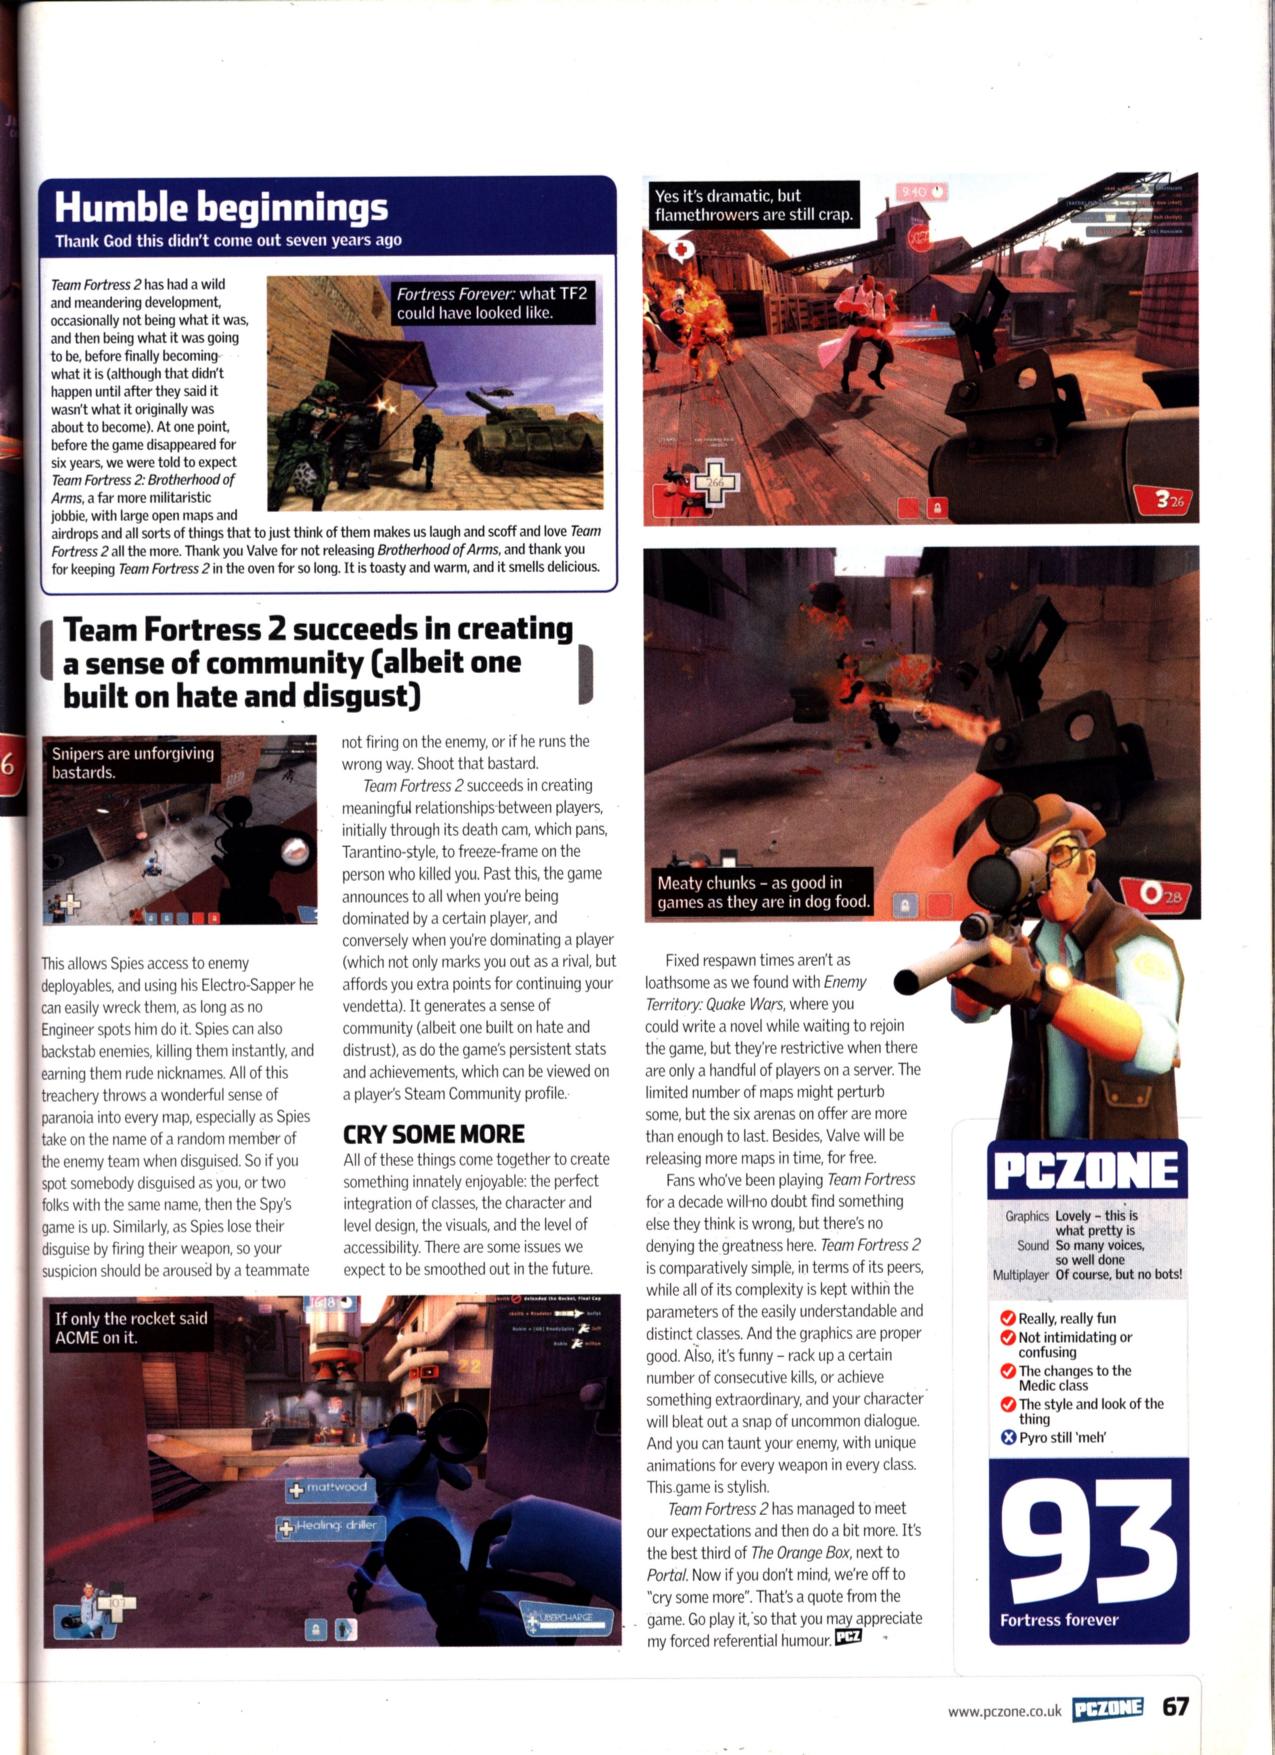 Humble beginnings
Thank God this didn't come out seven years ago
Team Fortress 2 has had a wild
and meandering development,
occasionally not being what it was,
and then being what it was going
to be, before finally becoming
what it is (although that didn't
happen until after they said it
wasn't what it originally was
about to become). At one point,
before the game disappeared for
six years, we were told to expect
Team Fortress 2: Brotherhood of
Arms, a far more militaristic
jobbie, with large open maps and
airdrops and all sorts of things that to just think of them makes us laugh and scoff and love Team
Fortress 2 all the more. Thank you Valve for not releasing Brotherhood of Arms, and thank you
for keeping Team Fortress 2 in the oven for so long. It is toasty and warm, and it smells delicious.
Fortress Forever: what TF2
could have looked like.
Team Fortress 2 succeeds in creating
a sense of community (albeit one
built on hate and disgust)
Snipers are unforgiving
bastards.
This allows Spies access to enemy
deployables, and using his Electro-Sapper he
can easily wreck them, as long as no
Engineer spots him do it. Spies can also
backstab enemies, killing them instantly, and
earning them rude nicknames. All of this
treachery throws a wonderful sense of
paranoia into every map, especially as Spies
take on the name of a random member of
the enemy team when disguised. So if you
spot somebody disguised as you, or two
folks with the same name, then the Spy's
game is up. Similarly, as Spies lose their
disguise by firing their weapon, so your
suspicion should be aroused by a teammate
not firing on the enemy, or if he runs the
wrong way. Shoot that bastard.
Team Fortress 2 succeeds in creating
meaningful relationships between players,
initially through its death cam, which pans,
Tarantino-style, to freeze-frame on the
person who killed you. Past this, the game
announces to all when you're being
dominated by a certain player, and
conversely when you're dominating a player
(which not only marks you out as a rival, but
affords you extra points for continuing your
vendetta). It generates a sense of
community (albeit one built on hate and
distrust), as do the game's persistent stats
and achievements, which can be viewed on
a player's Steam Community profile.
CRY SOME MORE
All of these things come together to create
something innately enjoyable: the perfect
integration of classes, the character and
level design, the visuals, and the level of
accessibility. There are some issues we
expect to be smoothed out in the future.
If only the rocket said
ACME on it.
22
mattwood
Healing: driller
107
UBERCHARGE
Yes it's dramatic, but
flamethrowers are still crap.
9:40
266
3 26
Meaty chunks – as good in
games as they are in dog food.
0 28
Fixed respawn times aren't as
loathsome as we found with Enemy
Territory: Quake Wars, where you
could write a novel while waiting to rejoin
the game, but they're restrictive when there
are only a handful of players on a server. The
limited number of maps might perturb
some, but the six arenas on offer are more
than enough to last. Besides, Valve will be
releasing more maps in time, for free.
Fans who've been playing Team Fortress
for a decade will no doubt find something
else they think is wrong, but there's no
denying the greatness here. Team Fortress 2
is comparatively simple, in terms of its peers,
while all of its complexity is kept within the
parameters of the easily understandable and
distinct classes. And the graphics are proper
good. Also, it's funny – rack up a certain
number of consecutive kills, or achieve
something extraordinary, and your character
will bleat out a snap of uncommon dialogue.
And you can taunt your enemy, with unique
animations for every weapon in every class.
This game is stylish.
Team Fortress 2 has managed to meet
our expectations and then do a bit more. It's
the best third of The Orange Box, next to
Portal. Now if you don't mind, we're off to
"cry some more". That's a quote from the
game. Go play it, so that you may appreciate
my forced referential humour. PCZ
PCZONE
Graphics Lovely – this is
what pretty is
Sound So many voices,
so well done
Multiplayer Of course, but no bots!
Really, really fun
Not intimidating or
confusing
The changes to the
Medic class
The style and look of the
thing
Pyro still 'meh'
93
Fortress forever
www.pczone.co.uk PCZONE 67
6